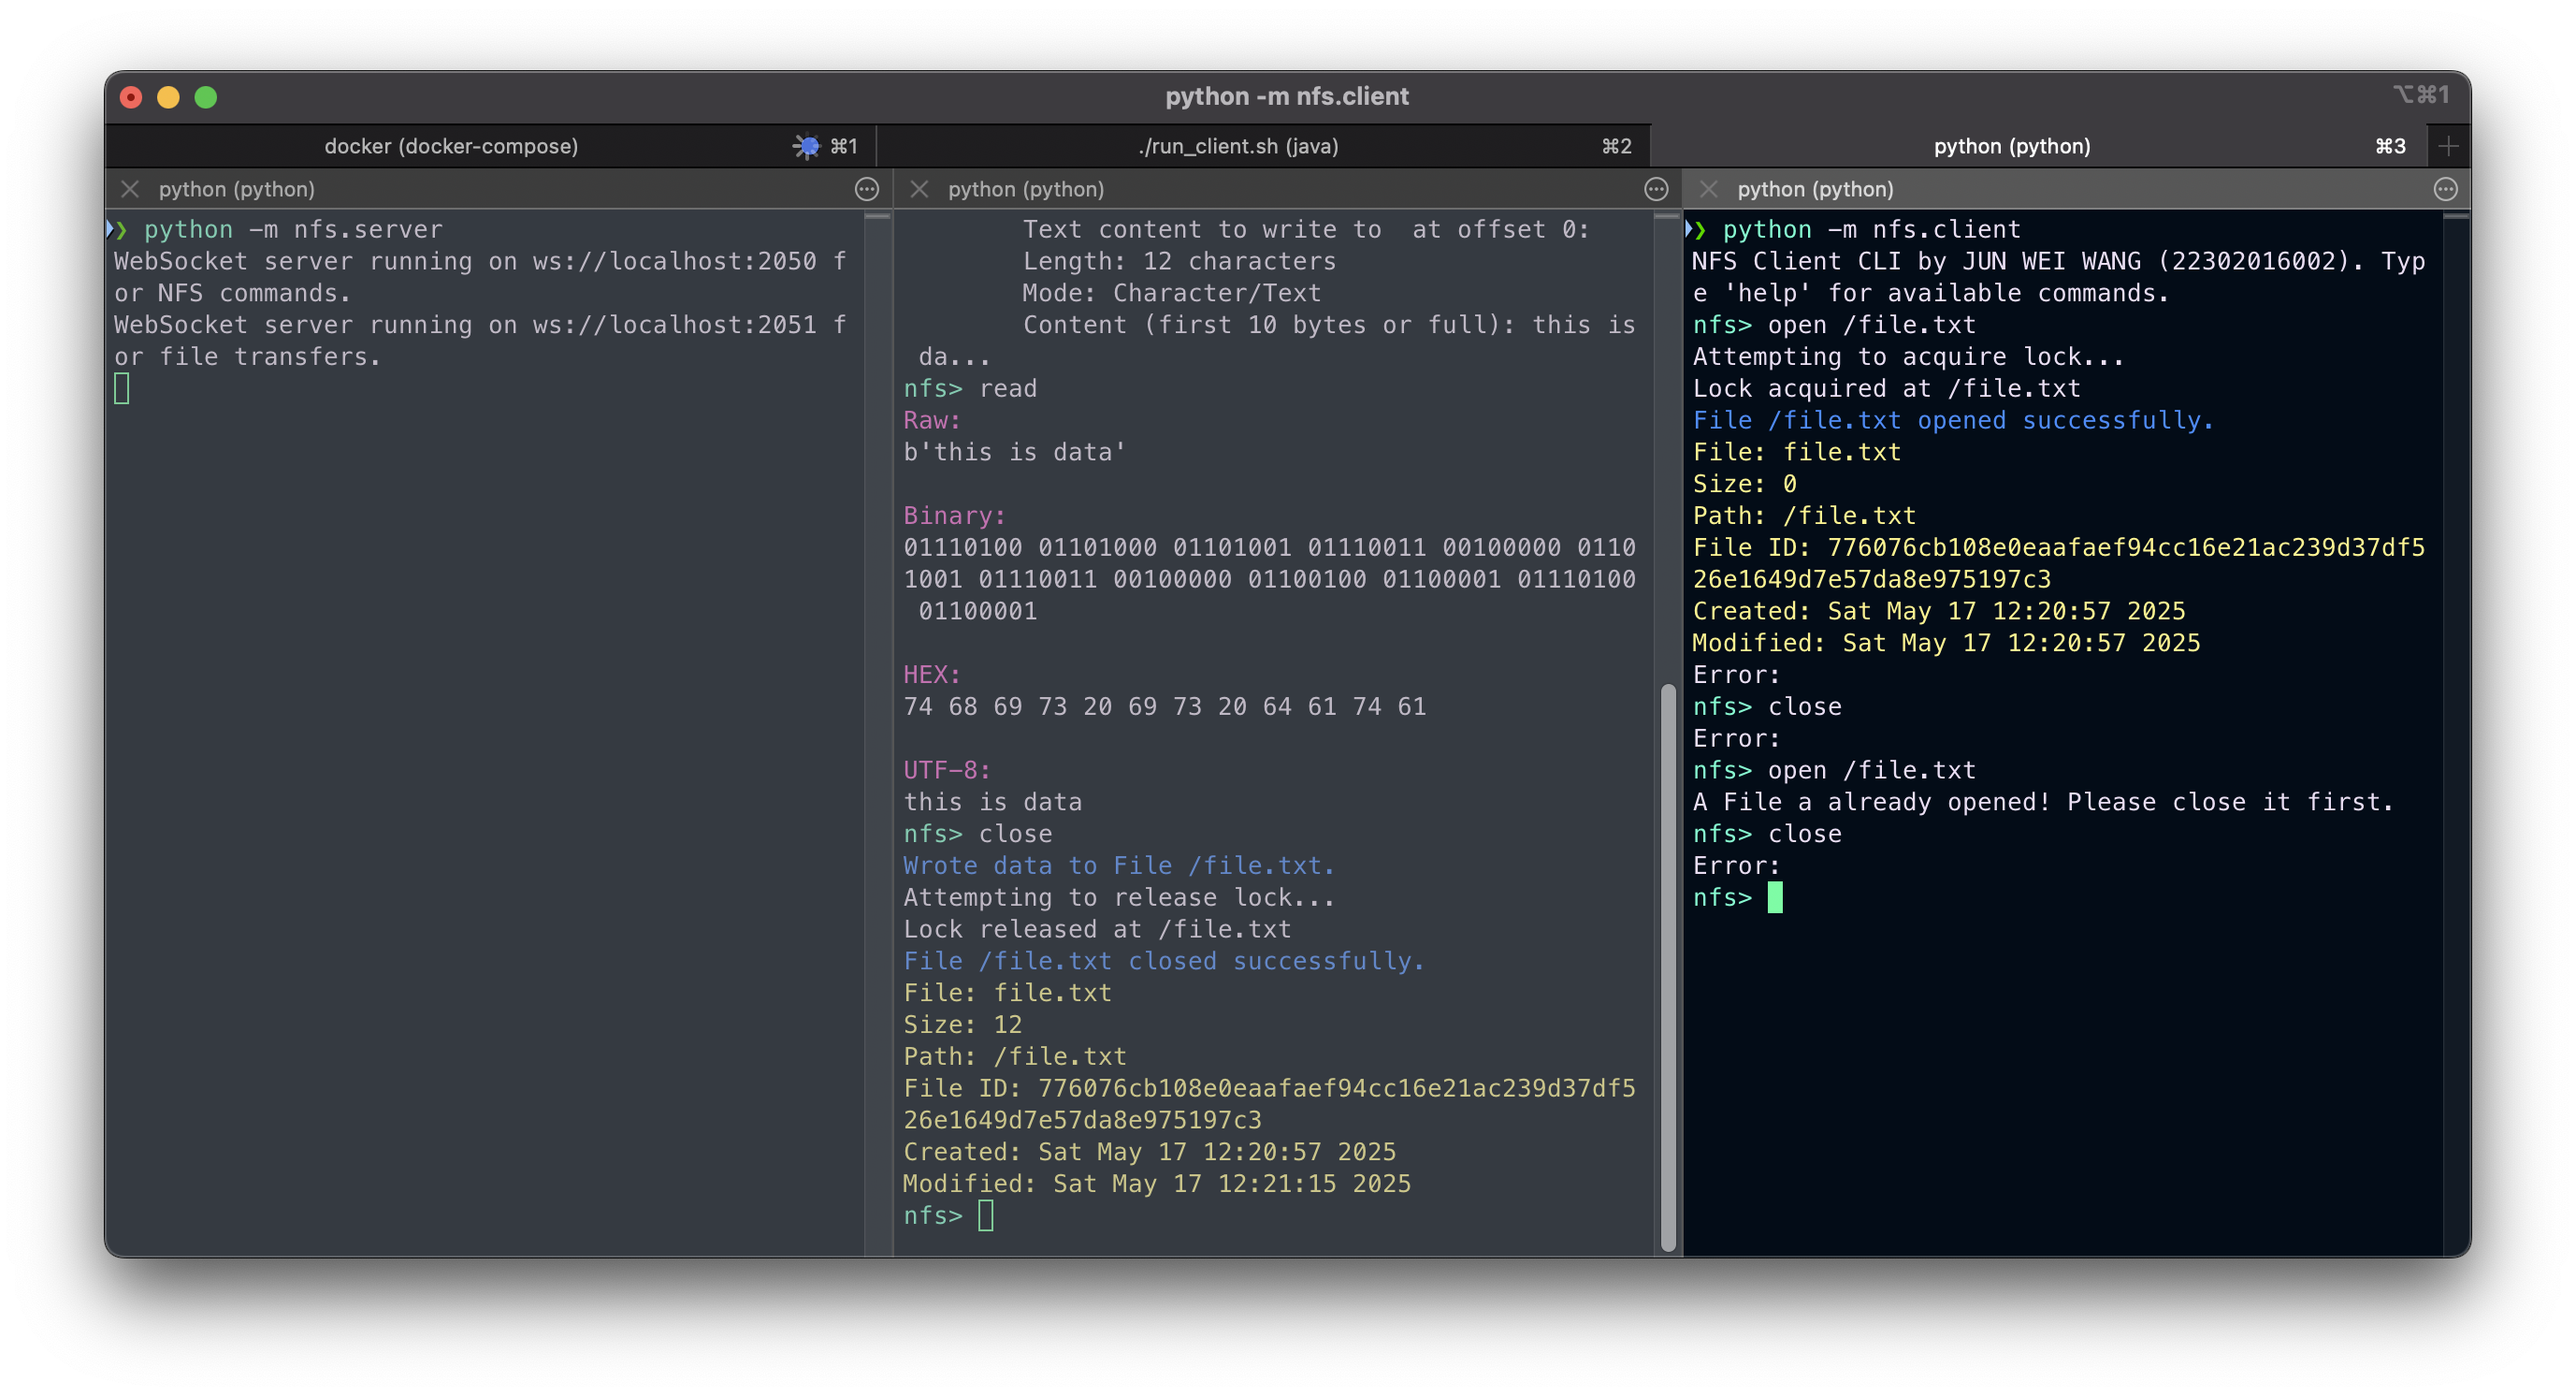 python -m nfs.client
⌥⌘1
docker (docker-compose) ⌘1
./run_client.sh (java) ⌘2
python (python) ⌘3
python (python)
❯ python -m nfs.server
WebSocket server running on ws://localhost:2050 f
or NFS commands.
WebSocket server running on ws://localhost:2051 f
or file transfers.
python (python)
Text content to write to  at offset 0:
Length: 12 characters
Mode: Character/Text
Content (first 10 bytes or full): this is
da...
nfs> read
Raw:
b'this is data'
Binary:
01110100 01101000 01101001 01110011 00100000 0110
1001 01110011 00100000 01100100 01100001 01110100
01100001
HEX:
74 68 69 73 20 69 73 20 64 61 74 61
UTF-8:
this is data
nfs> close
Wrote data to File /file.txt.
Attempting to release lock...
Lock released at /file.txt
File /file.txt closed successfully.
File: file.txt
Size: 12
Path: /file.txt
File ID: 776076cb108e0eaafaef94cc16e21ac239d37df5
26e1649d7e57da8e975197c3
Created: Sat May 17 12:20:57 2025
Modified: Sat May 17 12:21:15 2025
nfs>
python (python)
❯ python -m nfs.client
NFS Client CLI by JUN WEI WANG (22302016002). Typ
e 'help' for available commands.
nfs> open /file.txt
Attempting to acquire lock...
Lock acquired at /file.txt
File /file.txt opened successfully.
File: file.txt
Size: 0
Path: /file.txt
File ID: 776076cb108e0eaafaef94cc16e21ac239d37df5
26e1649d7e57da8e975197c3
Created: Sat May 17 12:20:57 2025
Modified: Sat May 17 12:20:57 2025
Error:
nfs> close
Error:
nfs> open /file.txt
A File a already opened! Please close it first.
nfs> close
Error:
nfs>